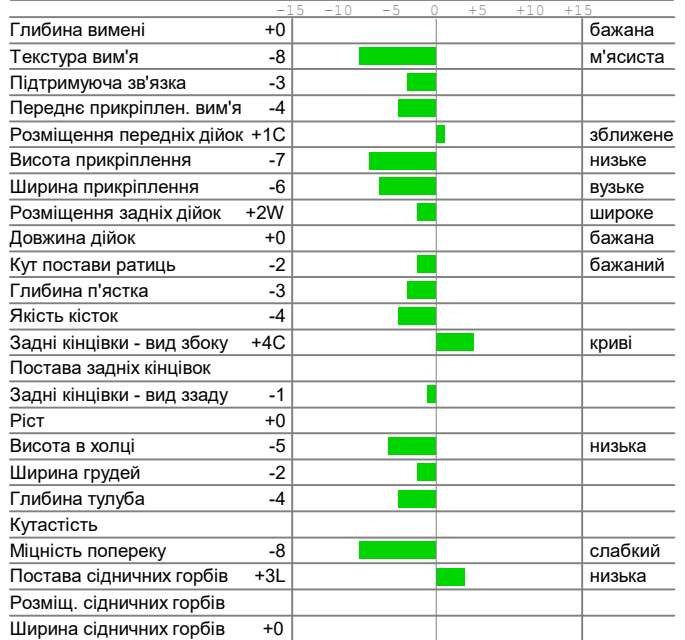 -15 -10 -5 0 +5 +10 +15
Глибина вимені +0 бажана
Текстура вим'я -8 м'ясиста
Підтримуюча зв'язка -3
Переднє прикріплен. вим'я -4
Розміщення передніх дійок +1C зближене
Висота прикріплення -7 низьке
Ширина прикріплення -6 вузьке
Розміщення задніх дійок +2W широке
Довжина дійок +0 бажана
Кут постави ратиць -2 бажаний
Глибина п'ястка -3
Якість кісток -4
Задні кінцівки - вид збоку +4C криві
Постава задніх кінцівок
Задні кінцівки - вид ззаду -1
Ріст +0
Висота в холці -5 низька
Ширина грудей -2
Глибина тулуба -4
Кутастість
Міцність попереку -8 слабкий
Постава сідничних горбів +3L низька
Розміщ. сідничних горбів
Ширина сідничних горбів +0